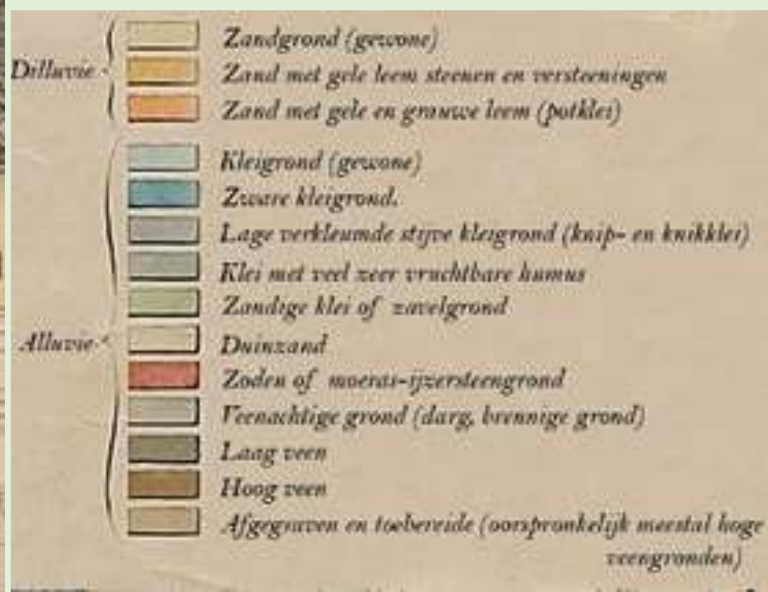 Dilluvie
Zandgrond (gewone)
Zand met gele leem steenen en versteeningen
Zand met gele en grauwe leem (potklei)
Alluvie
Kleigrond (gewone)
Zware kleigrond.
Lage verkleumde styve kleigrond (knip- en knikklei)
Klei met veel zeer vruchtbare humus
Zandige klei of zavelgrond
Duinzand
Zoden of moeras-ijzersteengrond
Veenachtige grond (darg, brennige grond)
Laag veen
Hoog veen
Afgegraven en toebereide (oorspronkelijk meestal hoge
veengronden)